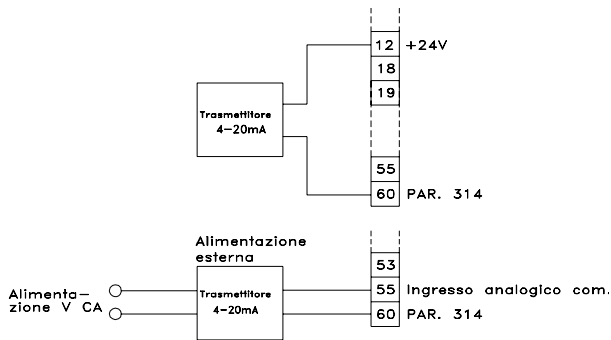 12 +24V
18
19
Trasmettitore
4-20mA
55
60 PAR. 314
Alimentazione
esterna
53
Alimenta-
zione V CA
Trasmettitore
4-20mA
55 Ingresso analogico com.
60 PAR. 314